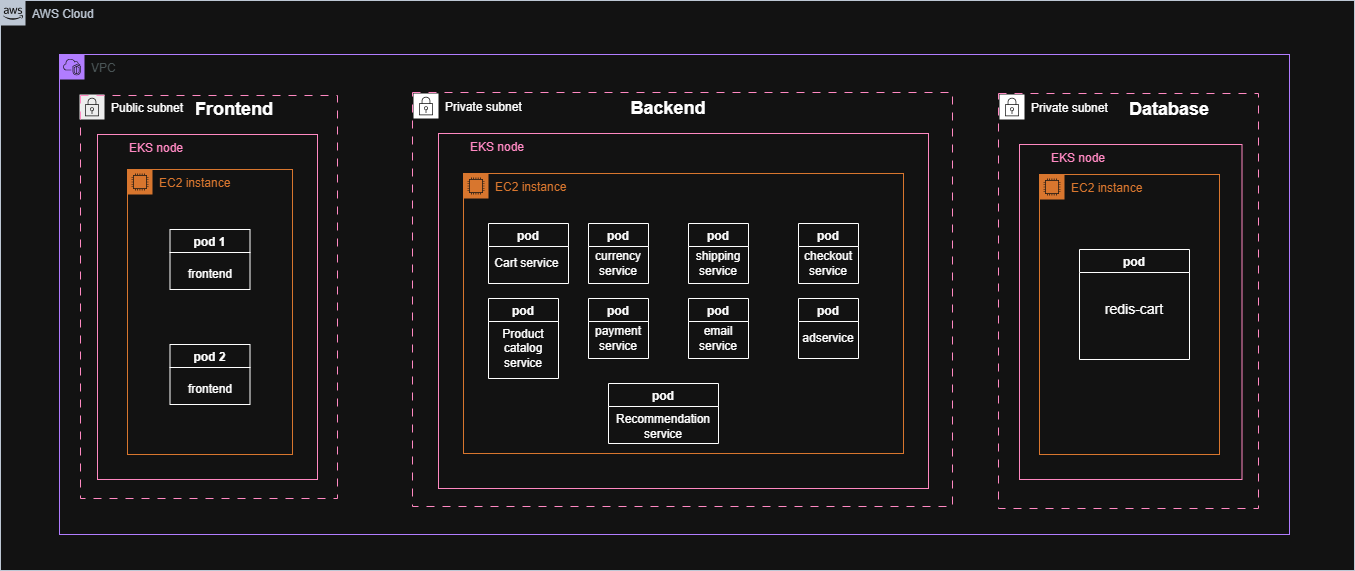 aws
AWS Cloud
VPC
Public subnet
Frontend
EKS node
EC2 instance
pod 1
frontend
pod 2
frontend
Private subnet
Backend
EKS node
EC2 instance
pod
Cart service
pod
currency
service
pod
shipping
service
pod
checkout
service
pod
Product
catalog
service
pod
payment
service
pod
email
service
pod
adservice
pod
Recommendation
service
Private subnet
Database
EKS node
EC2 instance
pod
redis-cart